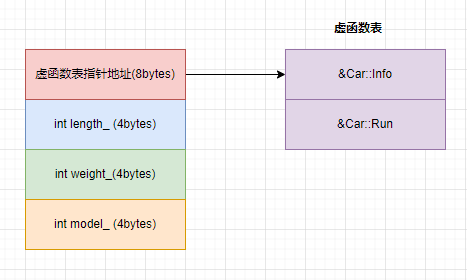 虚函数表
虚函数表指针地址(8bytes)
&Car::Info
int length_ (4bytes)
&Car::Run
int weight_(4bytes)
int model_ (4bytes)